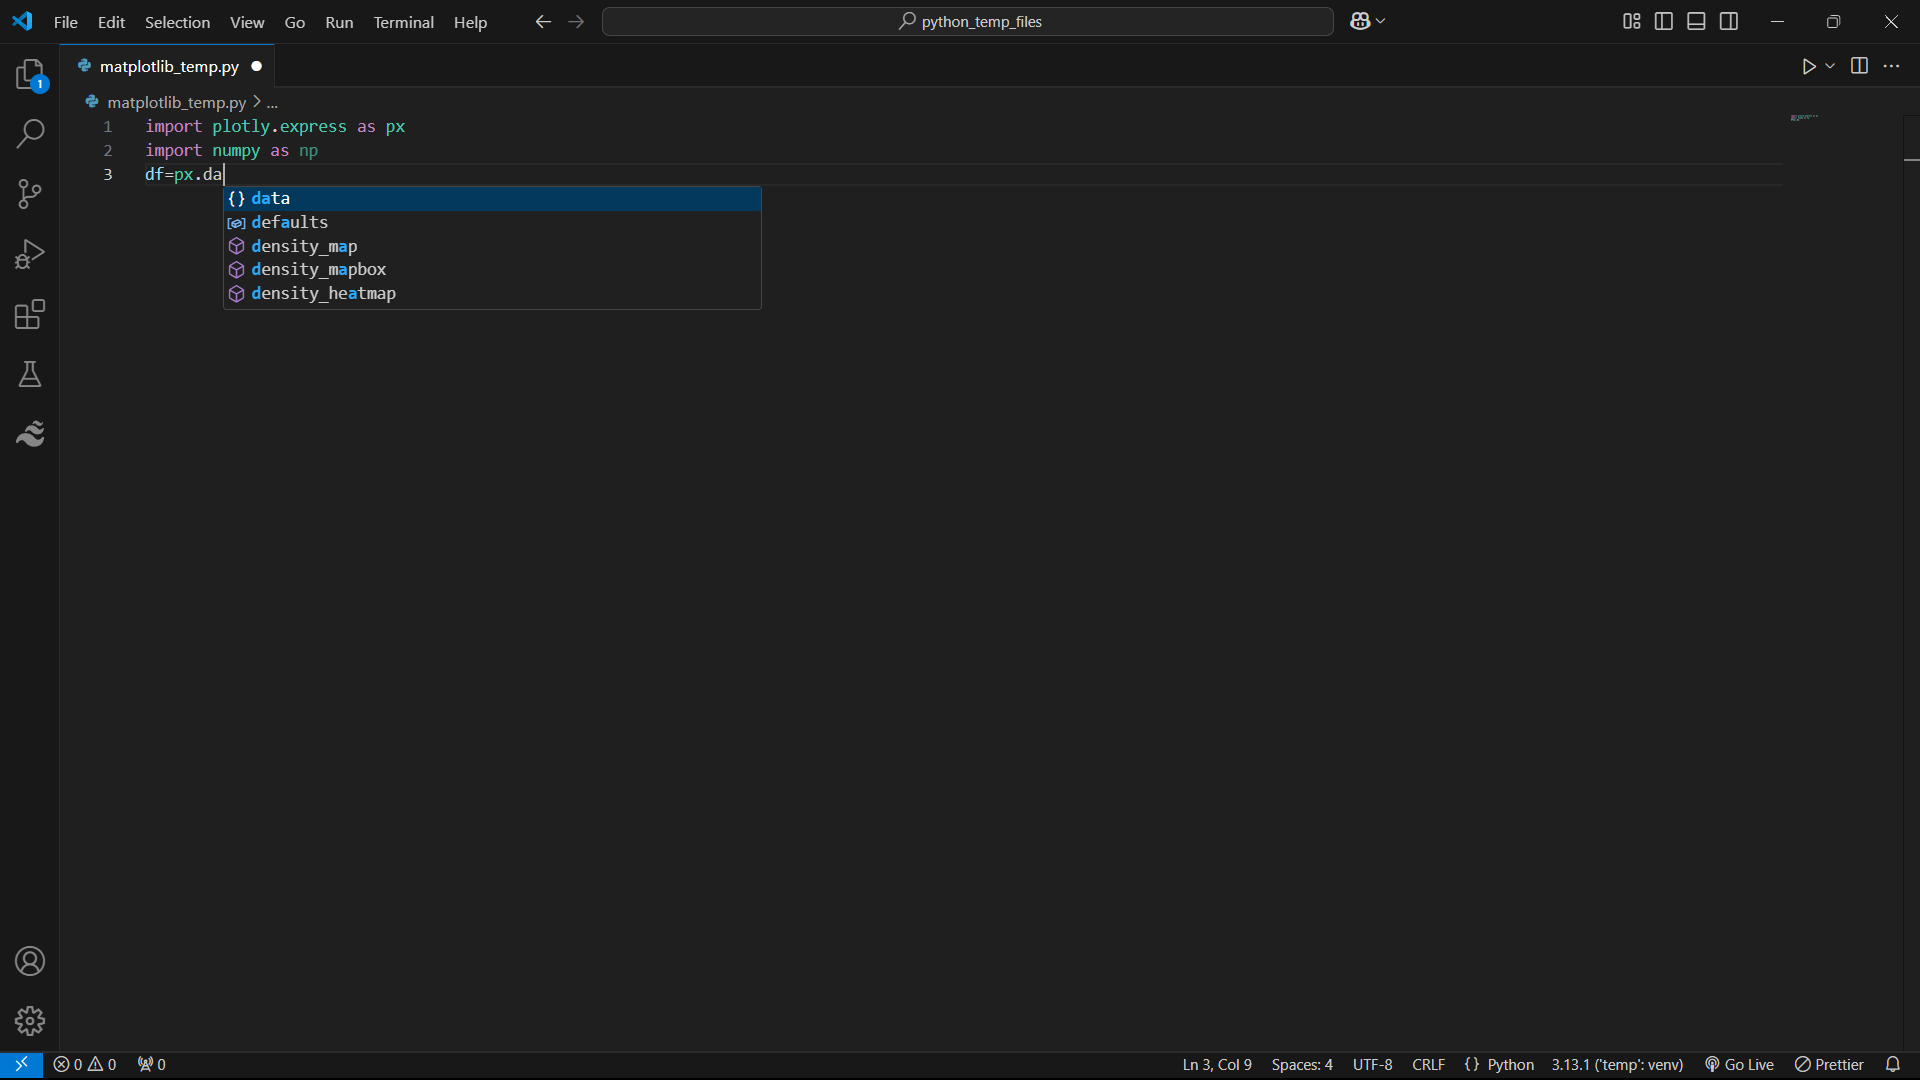 File Edit Selection View Go Run Terminal Help python_temp_files
matplotlib_temp.py
1
matplotlib_temp.py > ...
1 import plotly.express as px
2 import numpy as np
3 df=px.da
{} data
defaults
density_map
density_mapbox
density_heatmap
0 0 0 Ln 3, Col 9 Spaces: 4 UTF-8 CRLF {} Python 3.13.1 ('temp': venv) Go Live Prettier